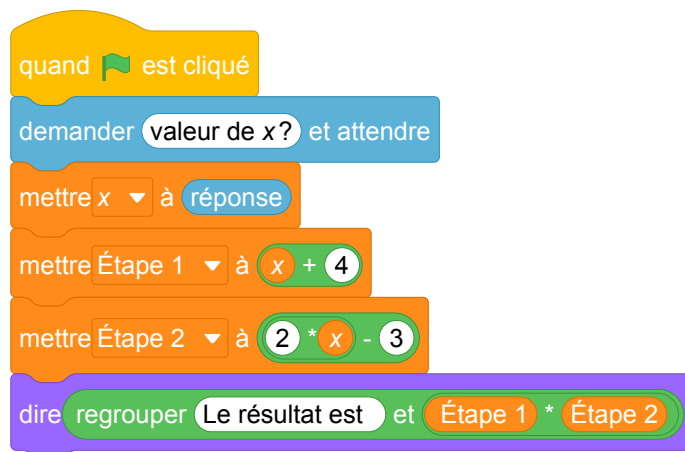 quand est cliqué
demander valeur de x? et attendre
mettre x à réponse
mettre Étape 1 à x + 4
mettre Étape 2 à 2 * x - 3
dire regrouper Le résultat est et Étape 1 * Étape 2